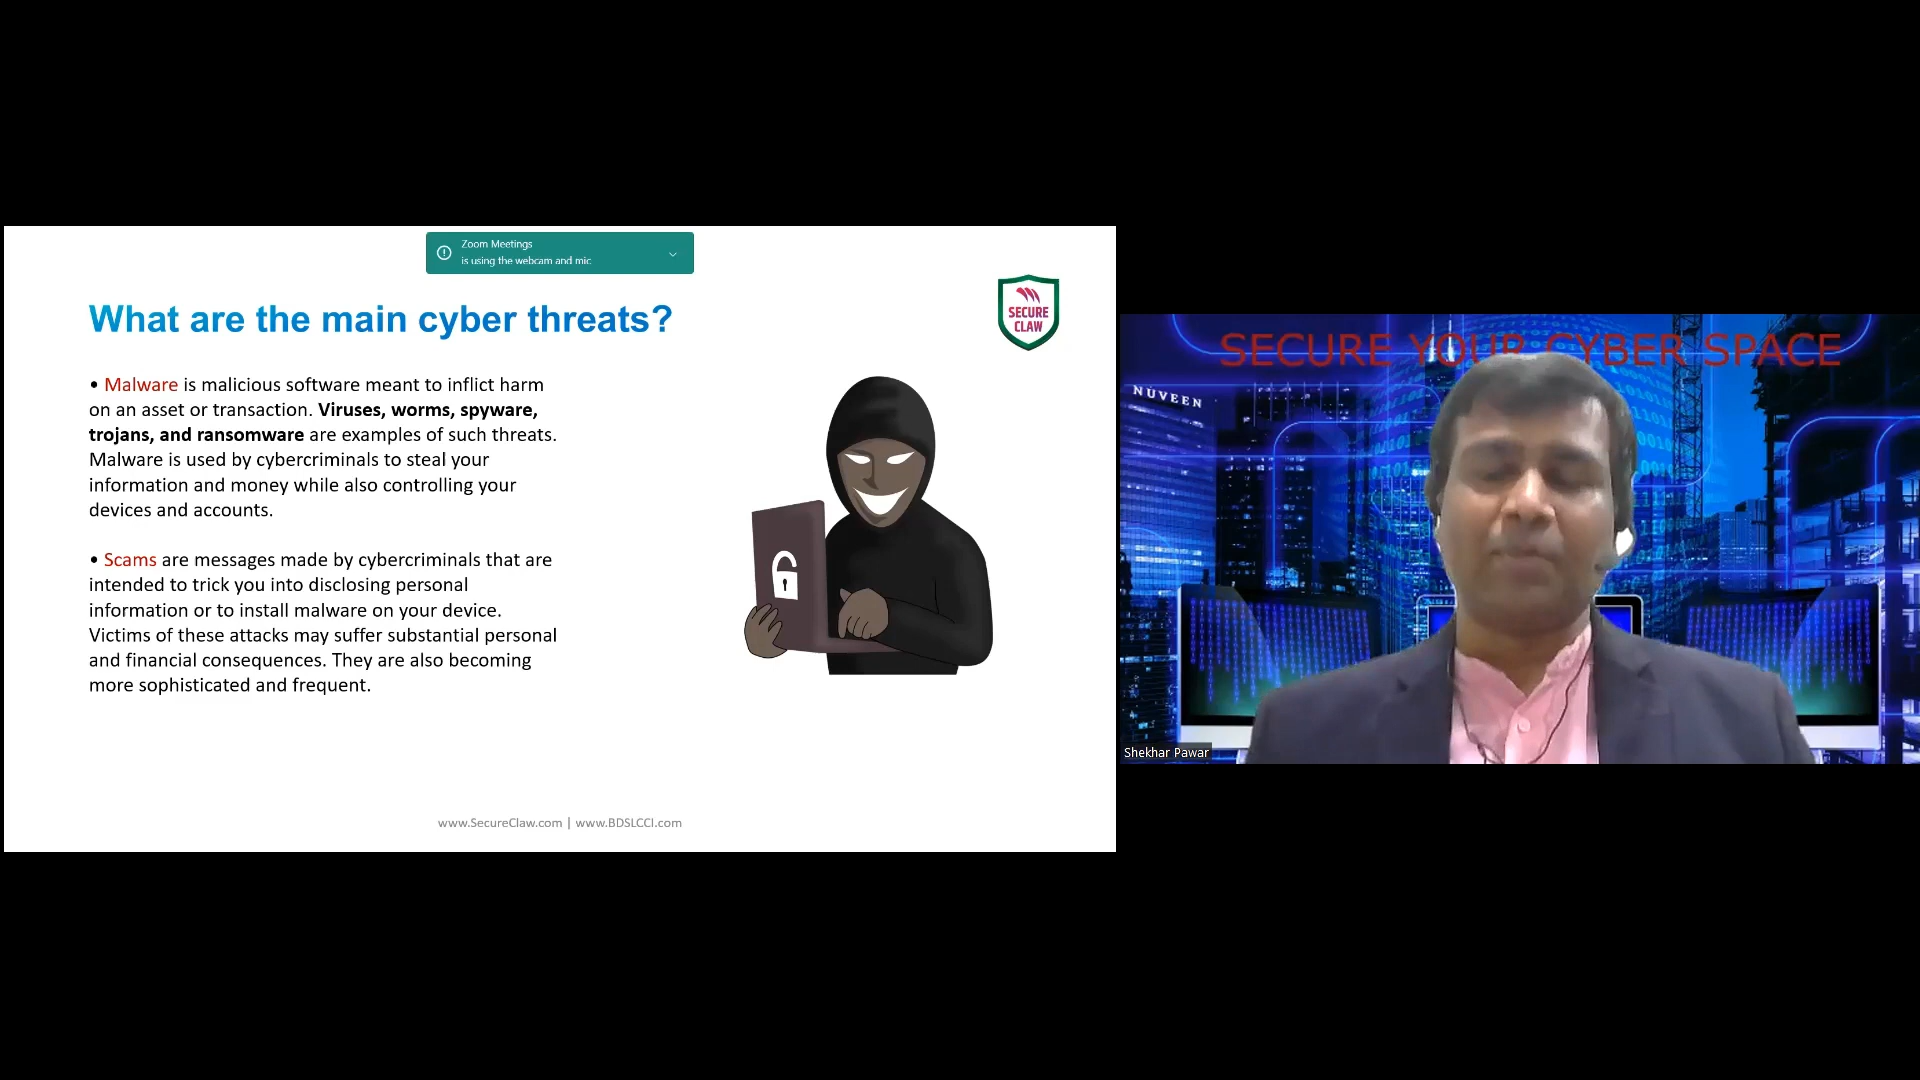 Zoom Meetings
is using the webcam and mic
What are the main cyber threats?
SECURE
CLAW
• Malware is malicious software meant to inflict harm
on an asset or transaction. Viruses, worms, spyware,
trojans, and ransomware are examples of such threats.
Malware is used by cybercriminals to steal your
information and money while also controlling your
devices and accounts.
• Scams are messages made by cybercriminals that are
intended to trick you into disclosing personal
information or to install malware on your device.
Victims of these attacks may suffer substantial personal
and financial consequences. They are also becoming
more sophisticated and frequent.
www.SecureClaw.com | www.BDSLCCI.com
SECURE YOUR CYBER SPACE
NUVEEN
Shekhar Pawar